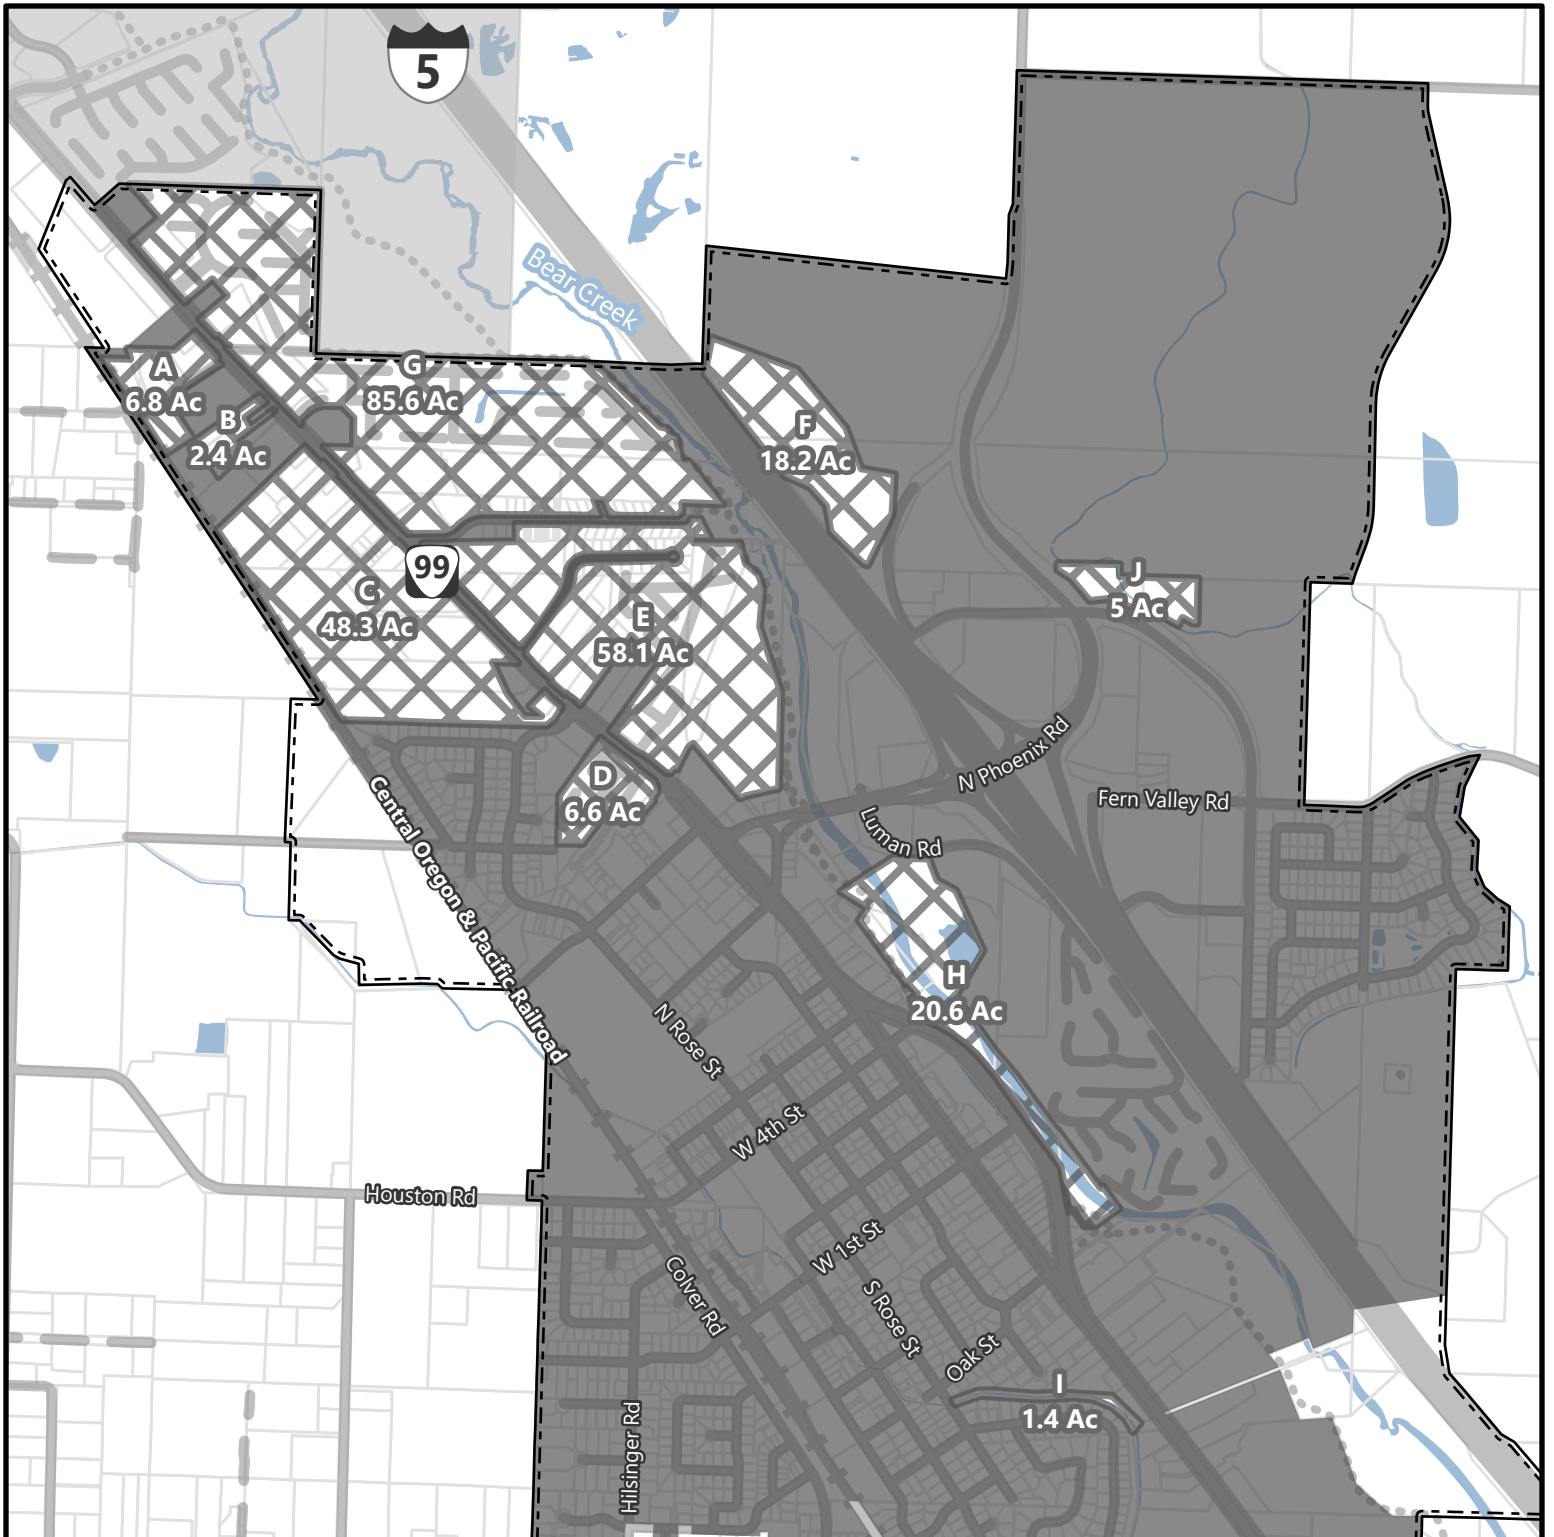 5
Bear Creek
A
6.8 Ac
G
85.6 Ac
B
2.4 Ac
F
18.2 Ac
99
C
48.3 Ac
E
58.1 Ac
J
5 Ac
N Phoenix Rd
D
6.6 Ac
Fern Valley Rd
Luman Rd
Central Oregon & Pacific Railroad
H
20.6 Ac
N Rose St
W 4th St
Houston Rd
W 1st St
Colver Rd
S Rose St
Oak St
I
1.4 Ac
Hilsinger Rd